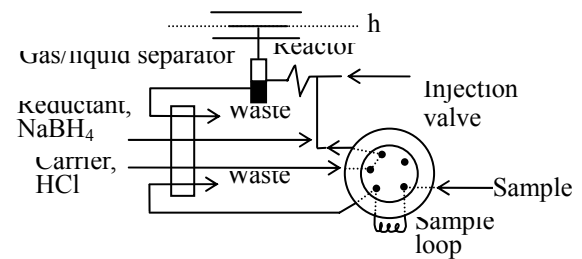 h
Gas/liquid separator
Reactor
Injection
valve
Reductant,
NaBH4
Waste
Carrier,
HCl
Waste
Sample
Sample
loop